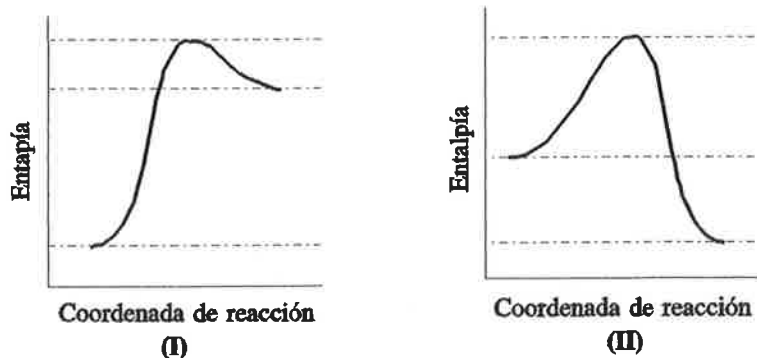 Entapía
Coordenada de reacción
(I)
Entalpía
Coordenada de reacción
(II)